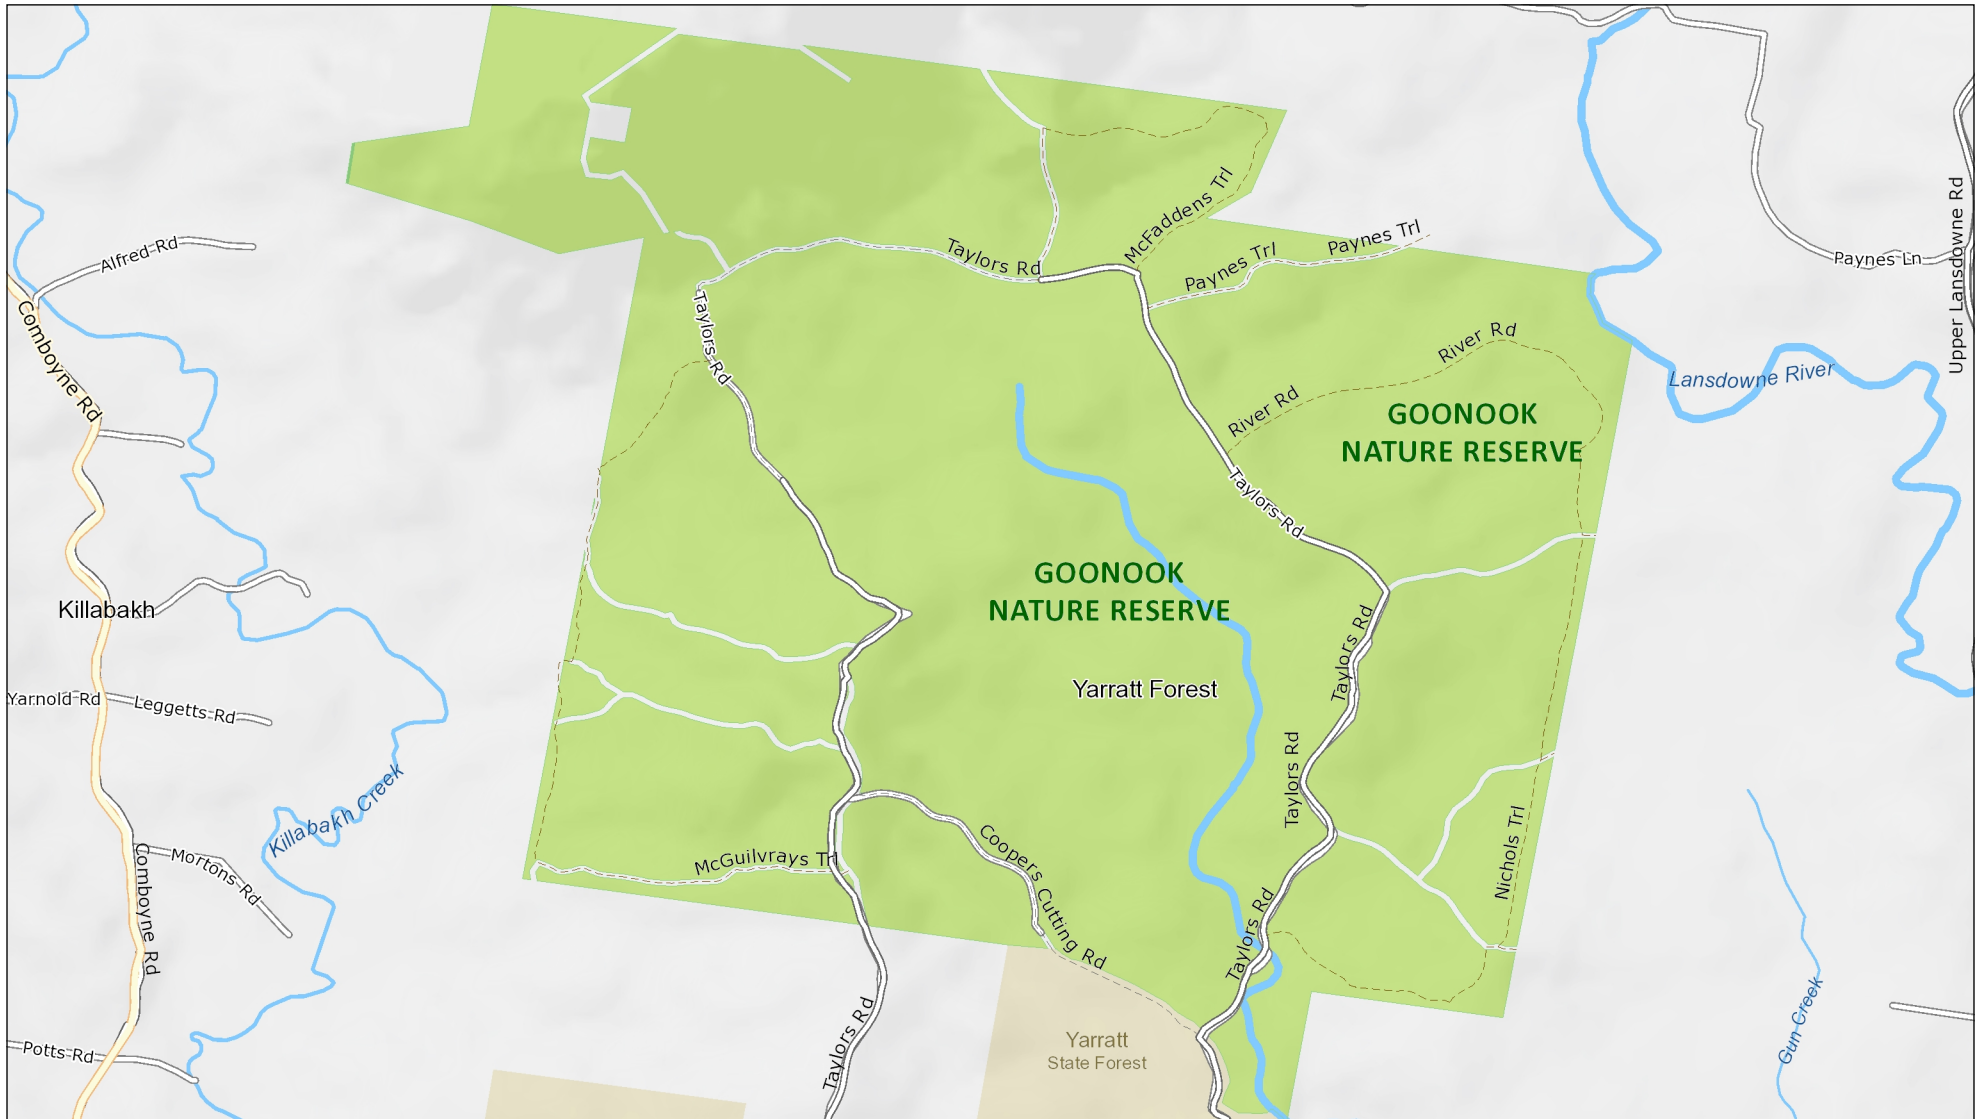 McFaddens Trl
Upper Lansdowne Rd
Alfred Rd
Taylors Rd
Paynes Trl
Paynes Trl
Paynes Ln
Comboyne Rd
Taylors Rd
River Rd
River Rd
Lansdowne River
GOONOOK
NATURE RESERVE
Taylors Rd
GOONOOK
NATURE RESERVE
Killabakh
Yarratt Forest
Taylors Rd
Yarnold Rd
Leggetts Rd
Taylors Rd
Killabakh Creek
Nichols Trl
Mortons Rd
McGuilvrays Trl
Coopers Cutting Rd
Comboyne Rd
Taylors Rd
Taylors Rd
Gun Creek
Potts Rd
Yarratt
State Forest